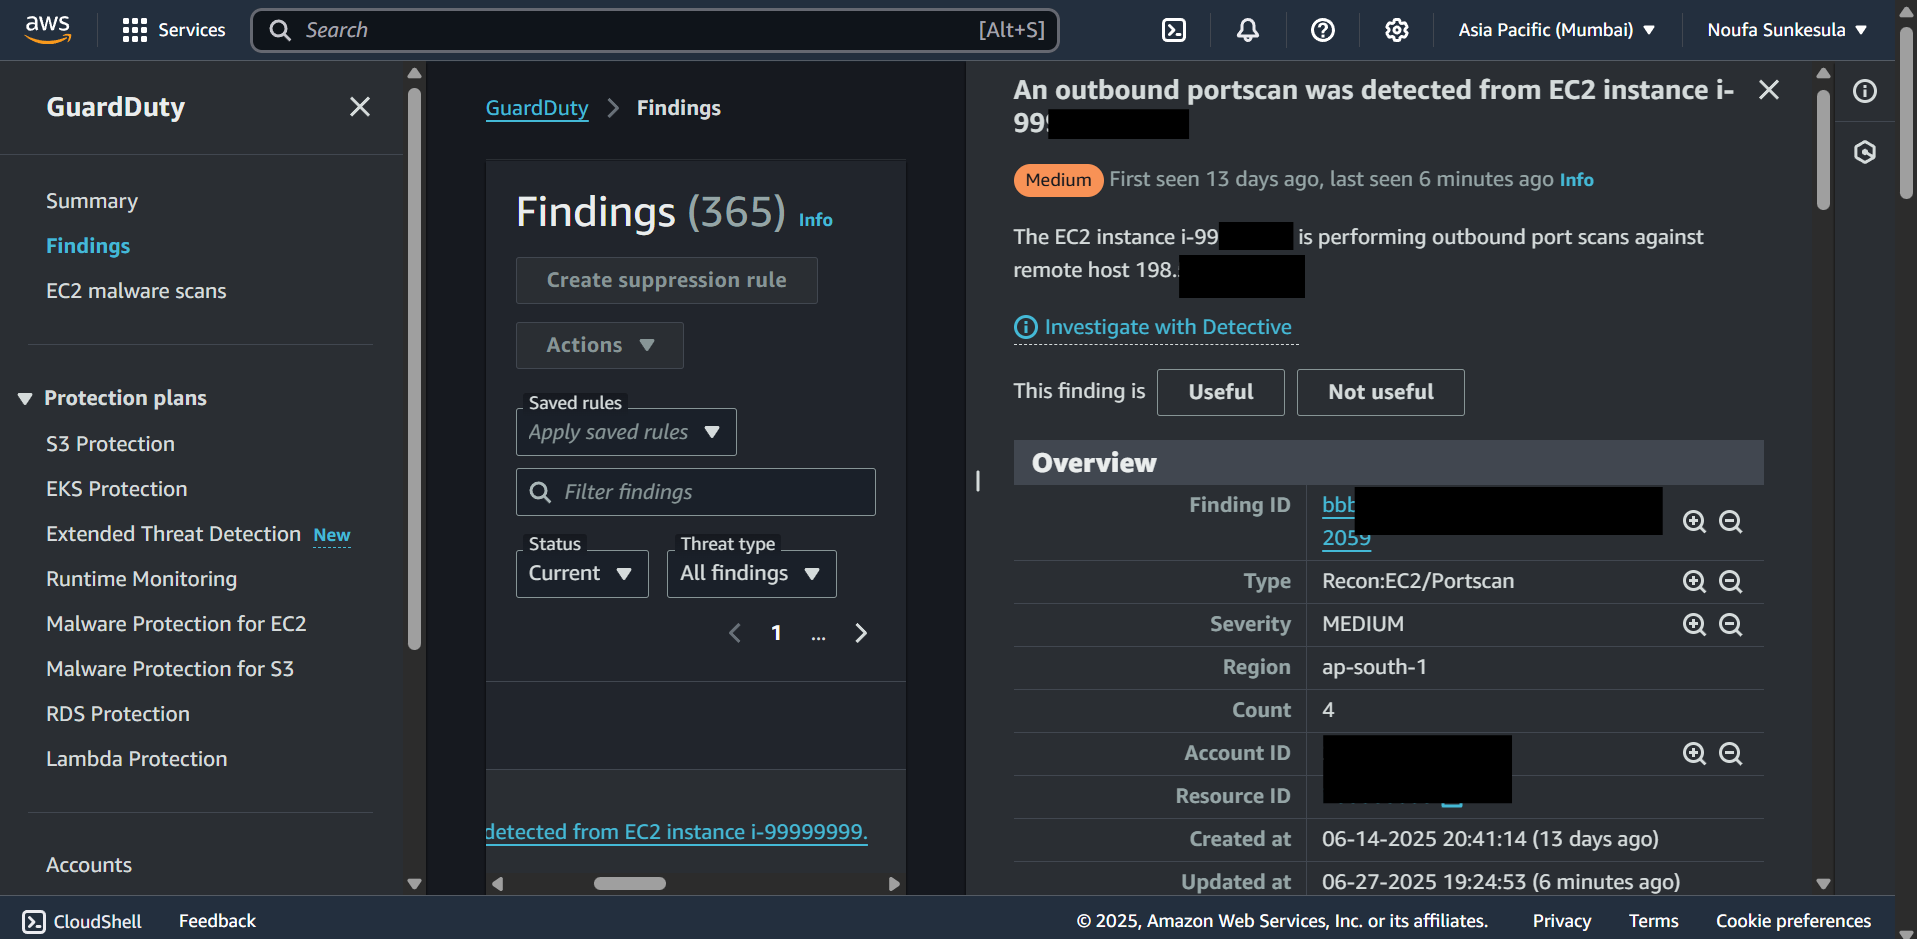 aws
Services
Search
[Alt+S]
Asia Pacific (Mumbai)
Noufa Sunkesula
GuardDuty
Summary
Findings
EC2 malware scans
Protection plans
S3 Protection
EKS Protection
Extended Threat Detection New
Runtime Monitoring
Malware Protection for EC2
Malware Protection for S3
RDS Protection
Lambda Protection
Accounts
GuardDuty > Findings
Findings (365) Info
Create suppression rule
Actions
Saved rules
Apply saved rules
Filter findings
Status
Current
Threat type
All findings
1 ...
detected from EC2 instance i-99999999.
An outbound portscan was detected from EC2 instance i-
99
Medium First seen 13 days ago, last seen 6 minutes ago Info
The EC2 instance i-99 is performing outbound port scans against
remote host 198.
Investigate with Detective
This finding is Useful Not useful
Overview
Finding ID bbb
2059
Type Recon:EC2/Portscan
Severity MEDIUM
Region ap-south-1
Count 4
Account ID
Resource ID
Created at 06-14-2025 20:41:14 (13 days ago)
Updated at 06-27-2025 19:24:53 (6 minutes ago)
CloudShell Feedback
© 2025, Amazon Web Services, Inc. or its affiliates. Privacy Terms Cookie preferences